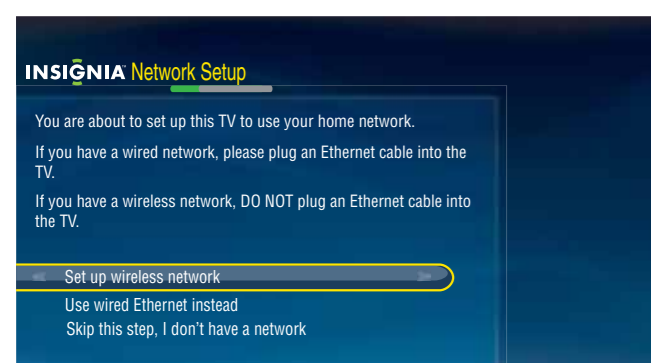 INSIGNIA Network Setup
You are about to set up this TV to use your home network.
If you have a wired network, please plug an Ethernet cable into the
TV.
If you have a wireless network, DO NOT plug an Ethernet cable into
the TV.
Set up wireless network
Use wired Ethernet instead
Skip this step, I don't have a network